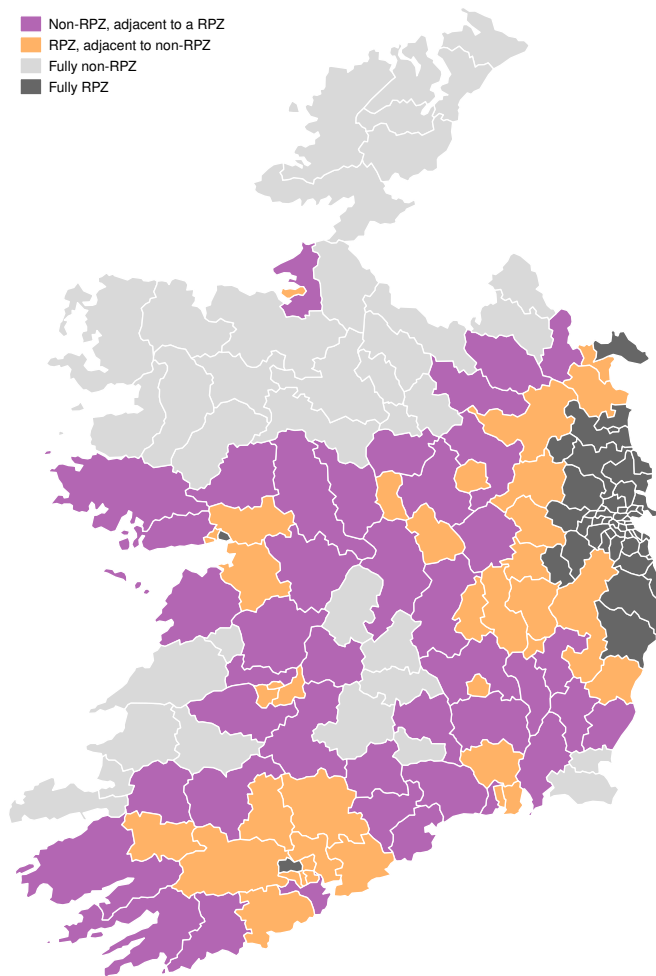 Non-RPZ, adjacent to a RPZ
RPZ, adjacent to non-RPZ
Fully non-RPZ
Fully RPZ